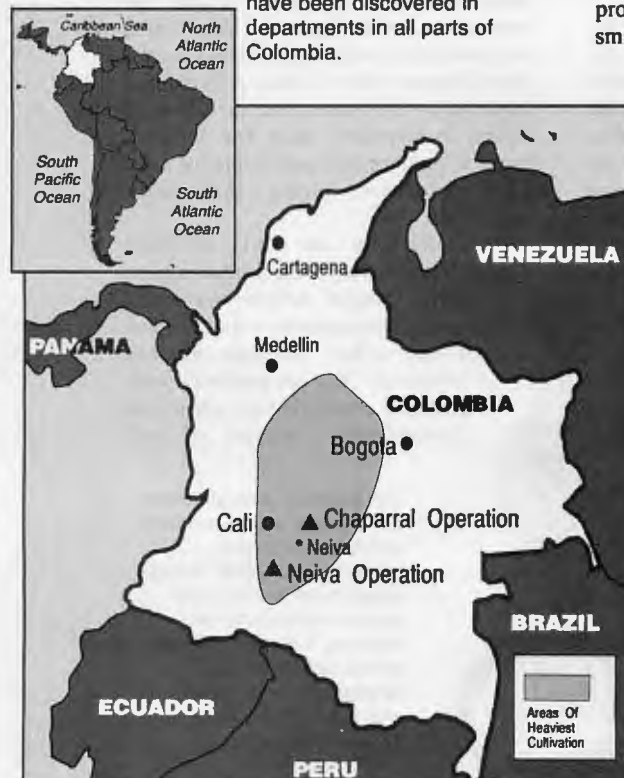 have been discovered in
departments in all parts of
Colombia.
pro
sm
Caribbean Sea
North
Atlantic
Ocean
South
Pacific
Ocean
South
Atlantic
Ocean
Cartagena
VENEZUELA
PANAMA
Medellin
COLOMBIA
Bogota
Cali
Chaparral Operation
Neiva
Neiva Operation
BRAZIL
ECUADOR
Areas Of
Heaviest
Cultivation
PERU